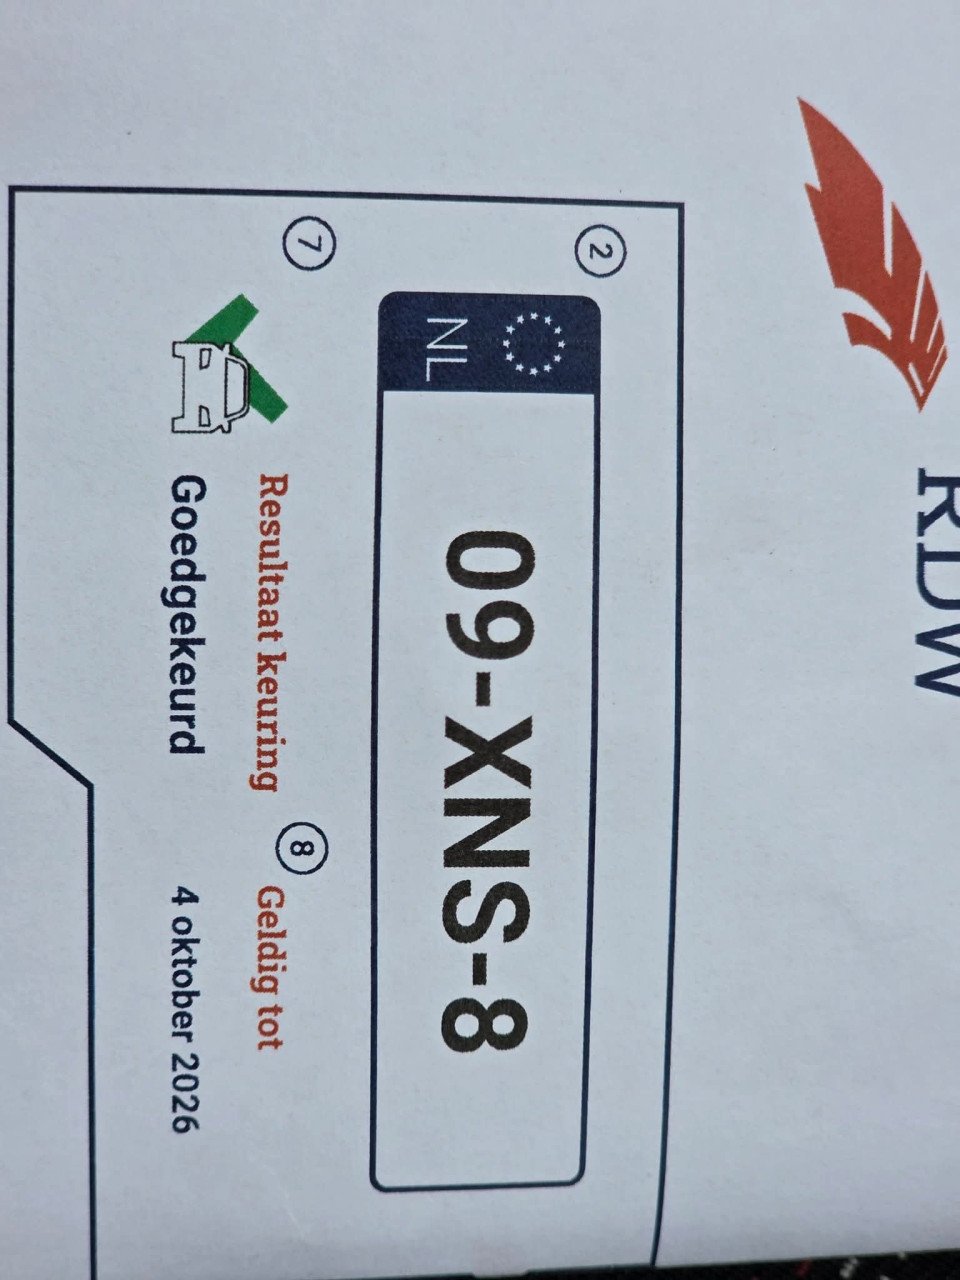 RDW
2
NL
09-XNS-8
7
Resultaat keuring
8
Geldig tot
Goedgekeurd
4 oktober 2026